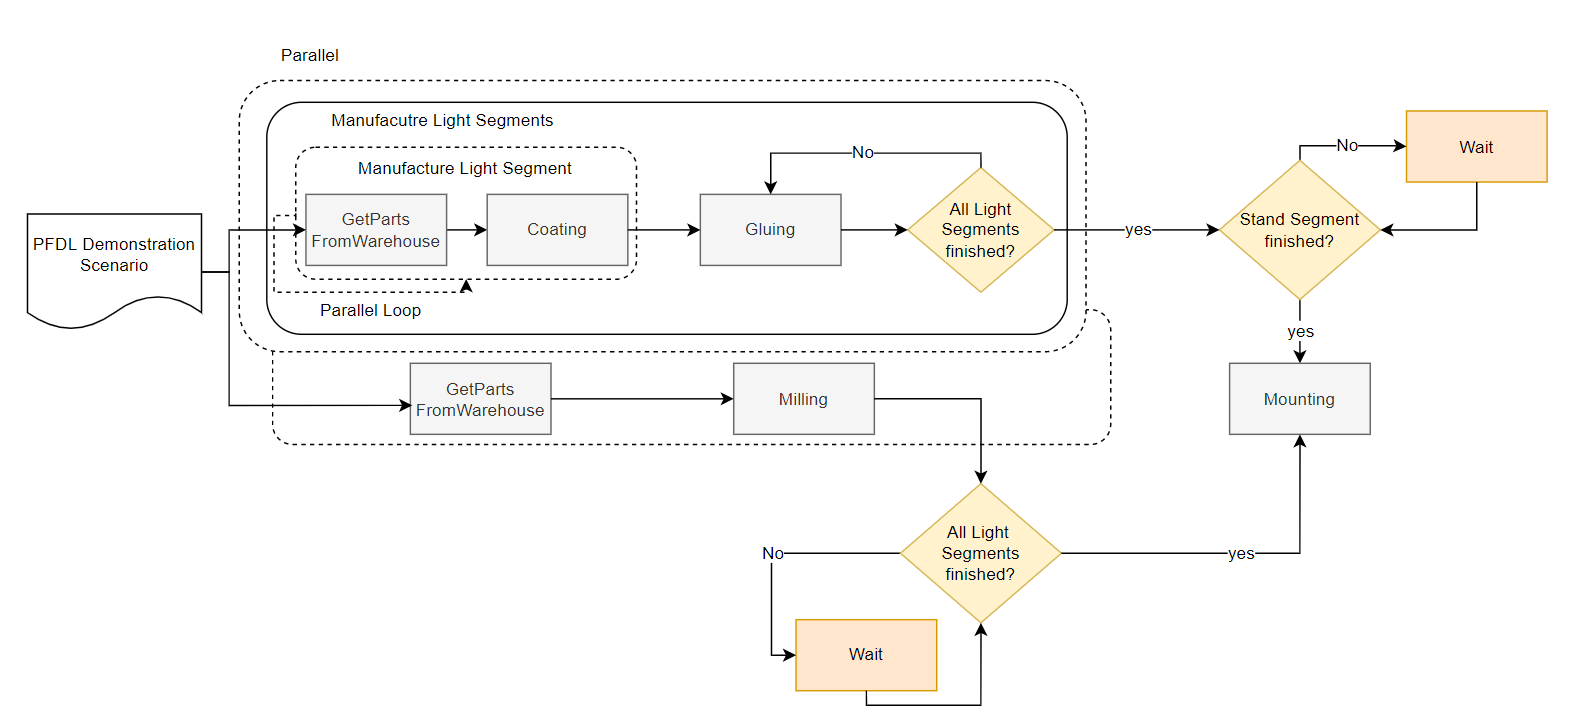 Parallel
Manufacutre Light Segments
Manufacture Light Segment
PFDL Demonstration
Scenario
GetParts
FromWarehouse
Coating
Gluing
No
All Light
Segments
finished?
yes
Stand Segment
finished?
No
Wait
Parallel Loop
yes
GetParts
FromWarehouse
Milling
Mounting
All Light
Segments
finished?
No
yes
Wait